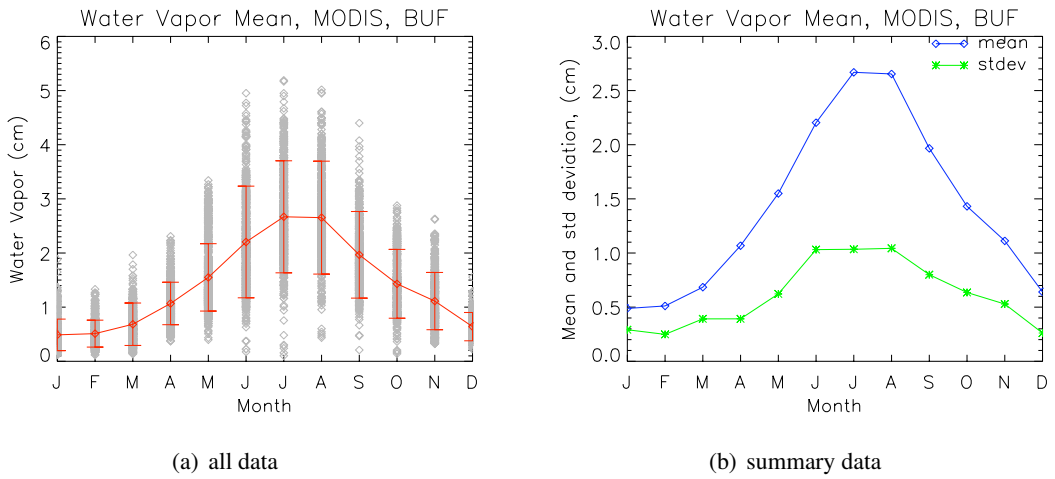 Water Vapor Mean, MODIS, BUF
6
5
4
3
2
1
0
Water Vapor (cm)
J F M A M J J A S O N D
Month
(a) all data
Water Vapor Mean, MODIS, BUF
mean
stdev
3.0
2.5
2.0
1.5
1.0
0.5
0.0
Mean and std deviation, (cm)
J F M A M J J A S O N D
Month
(b) summary data